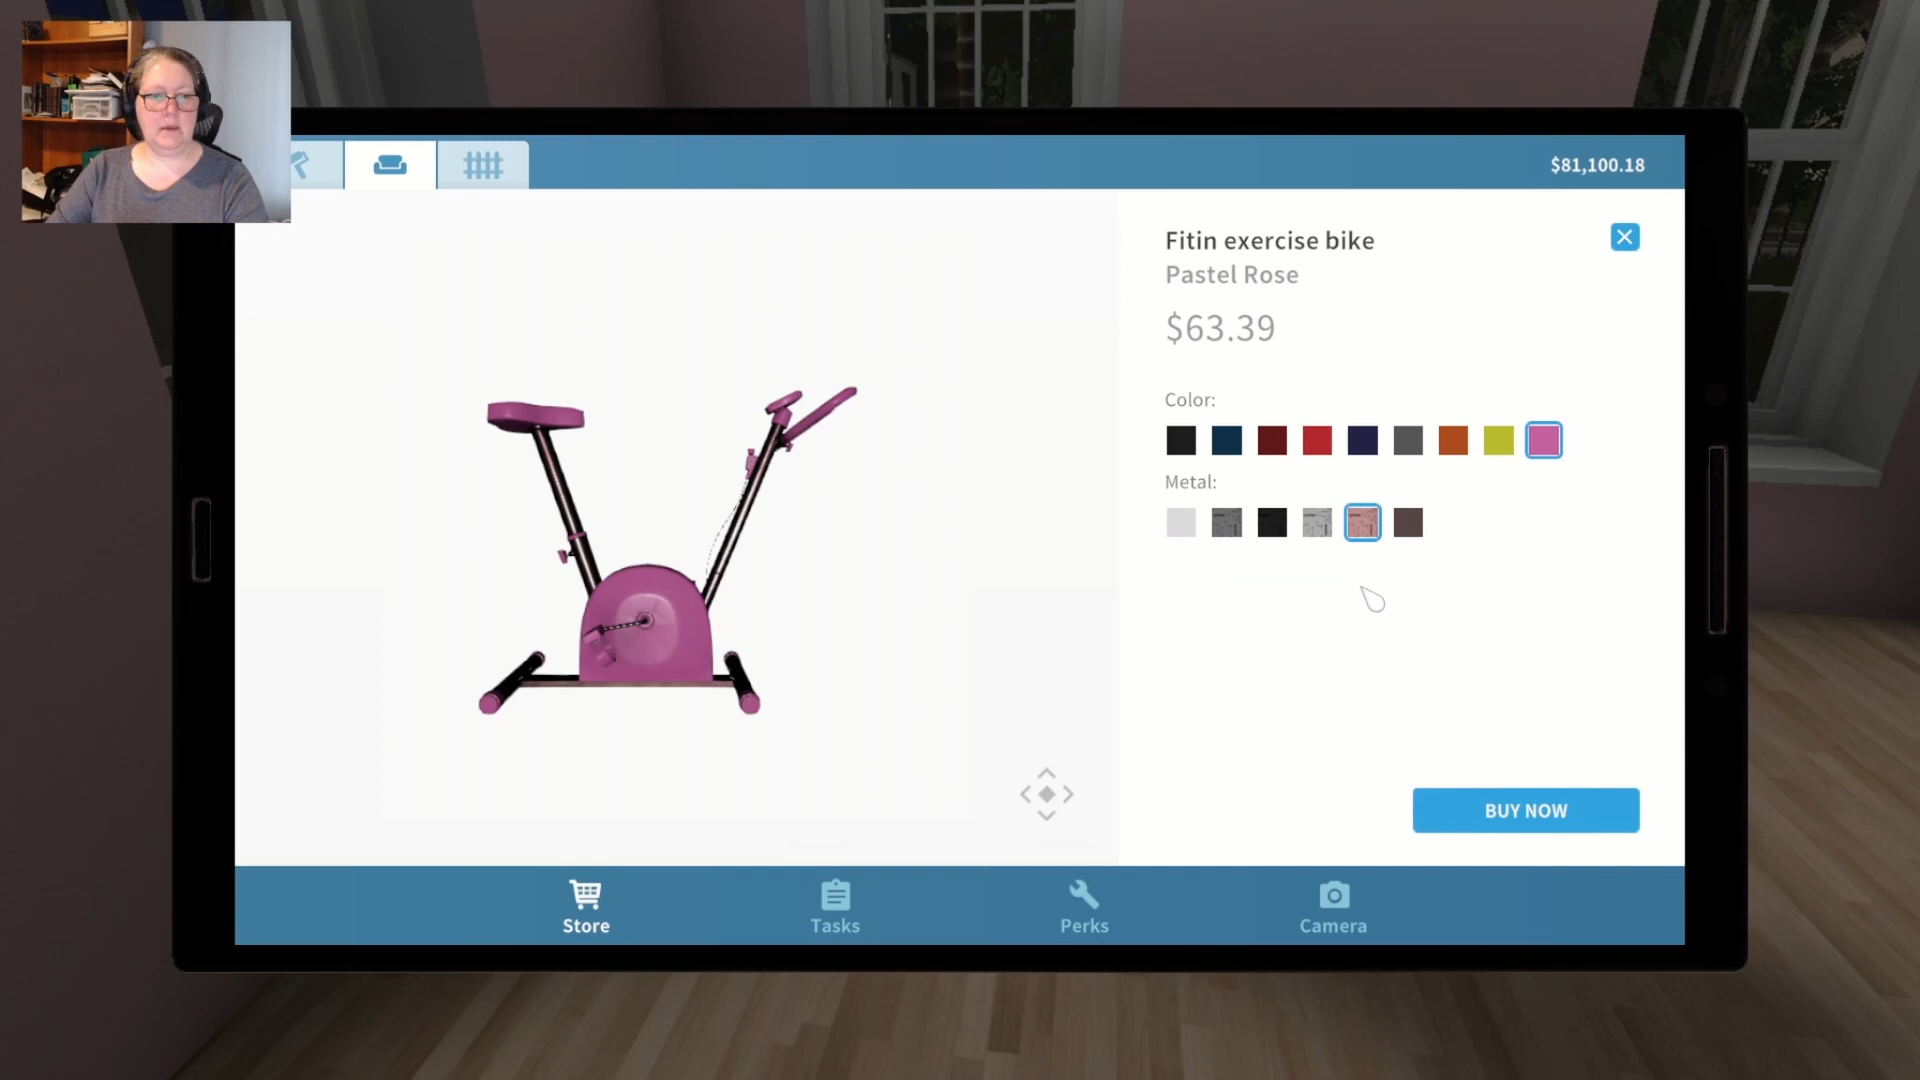 $81,100.18
Fitin exercise bike
Pastel Rose
$63.39
Color:
Metal:
BUY NOW
Store
Tasks
Perks
Camera